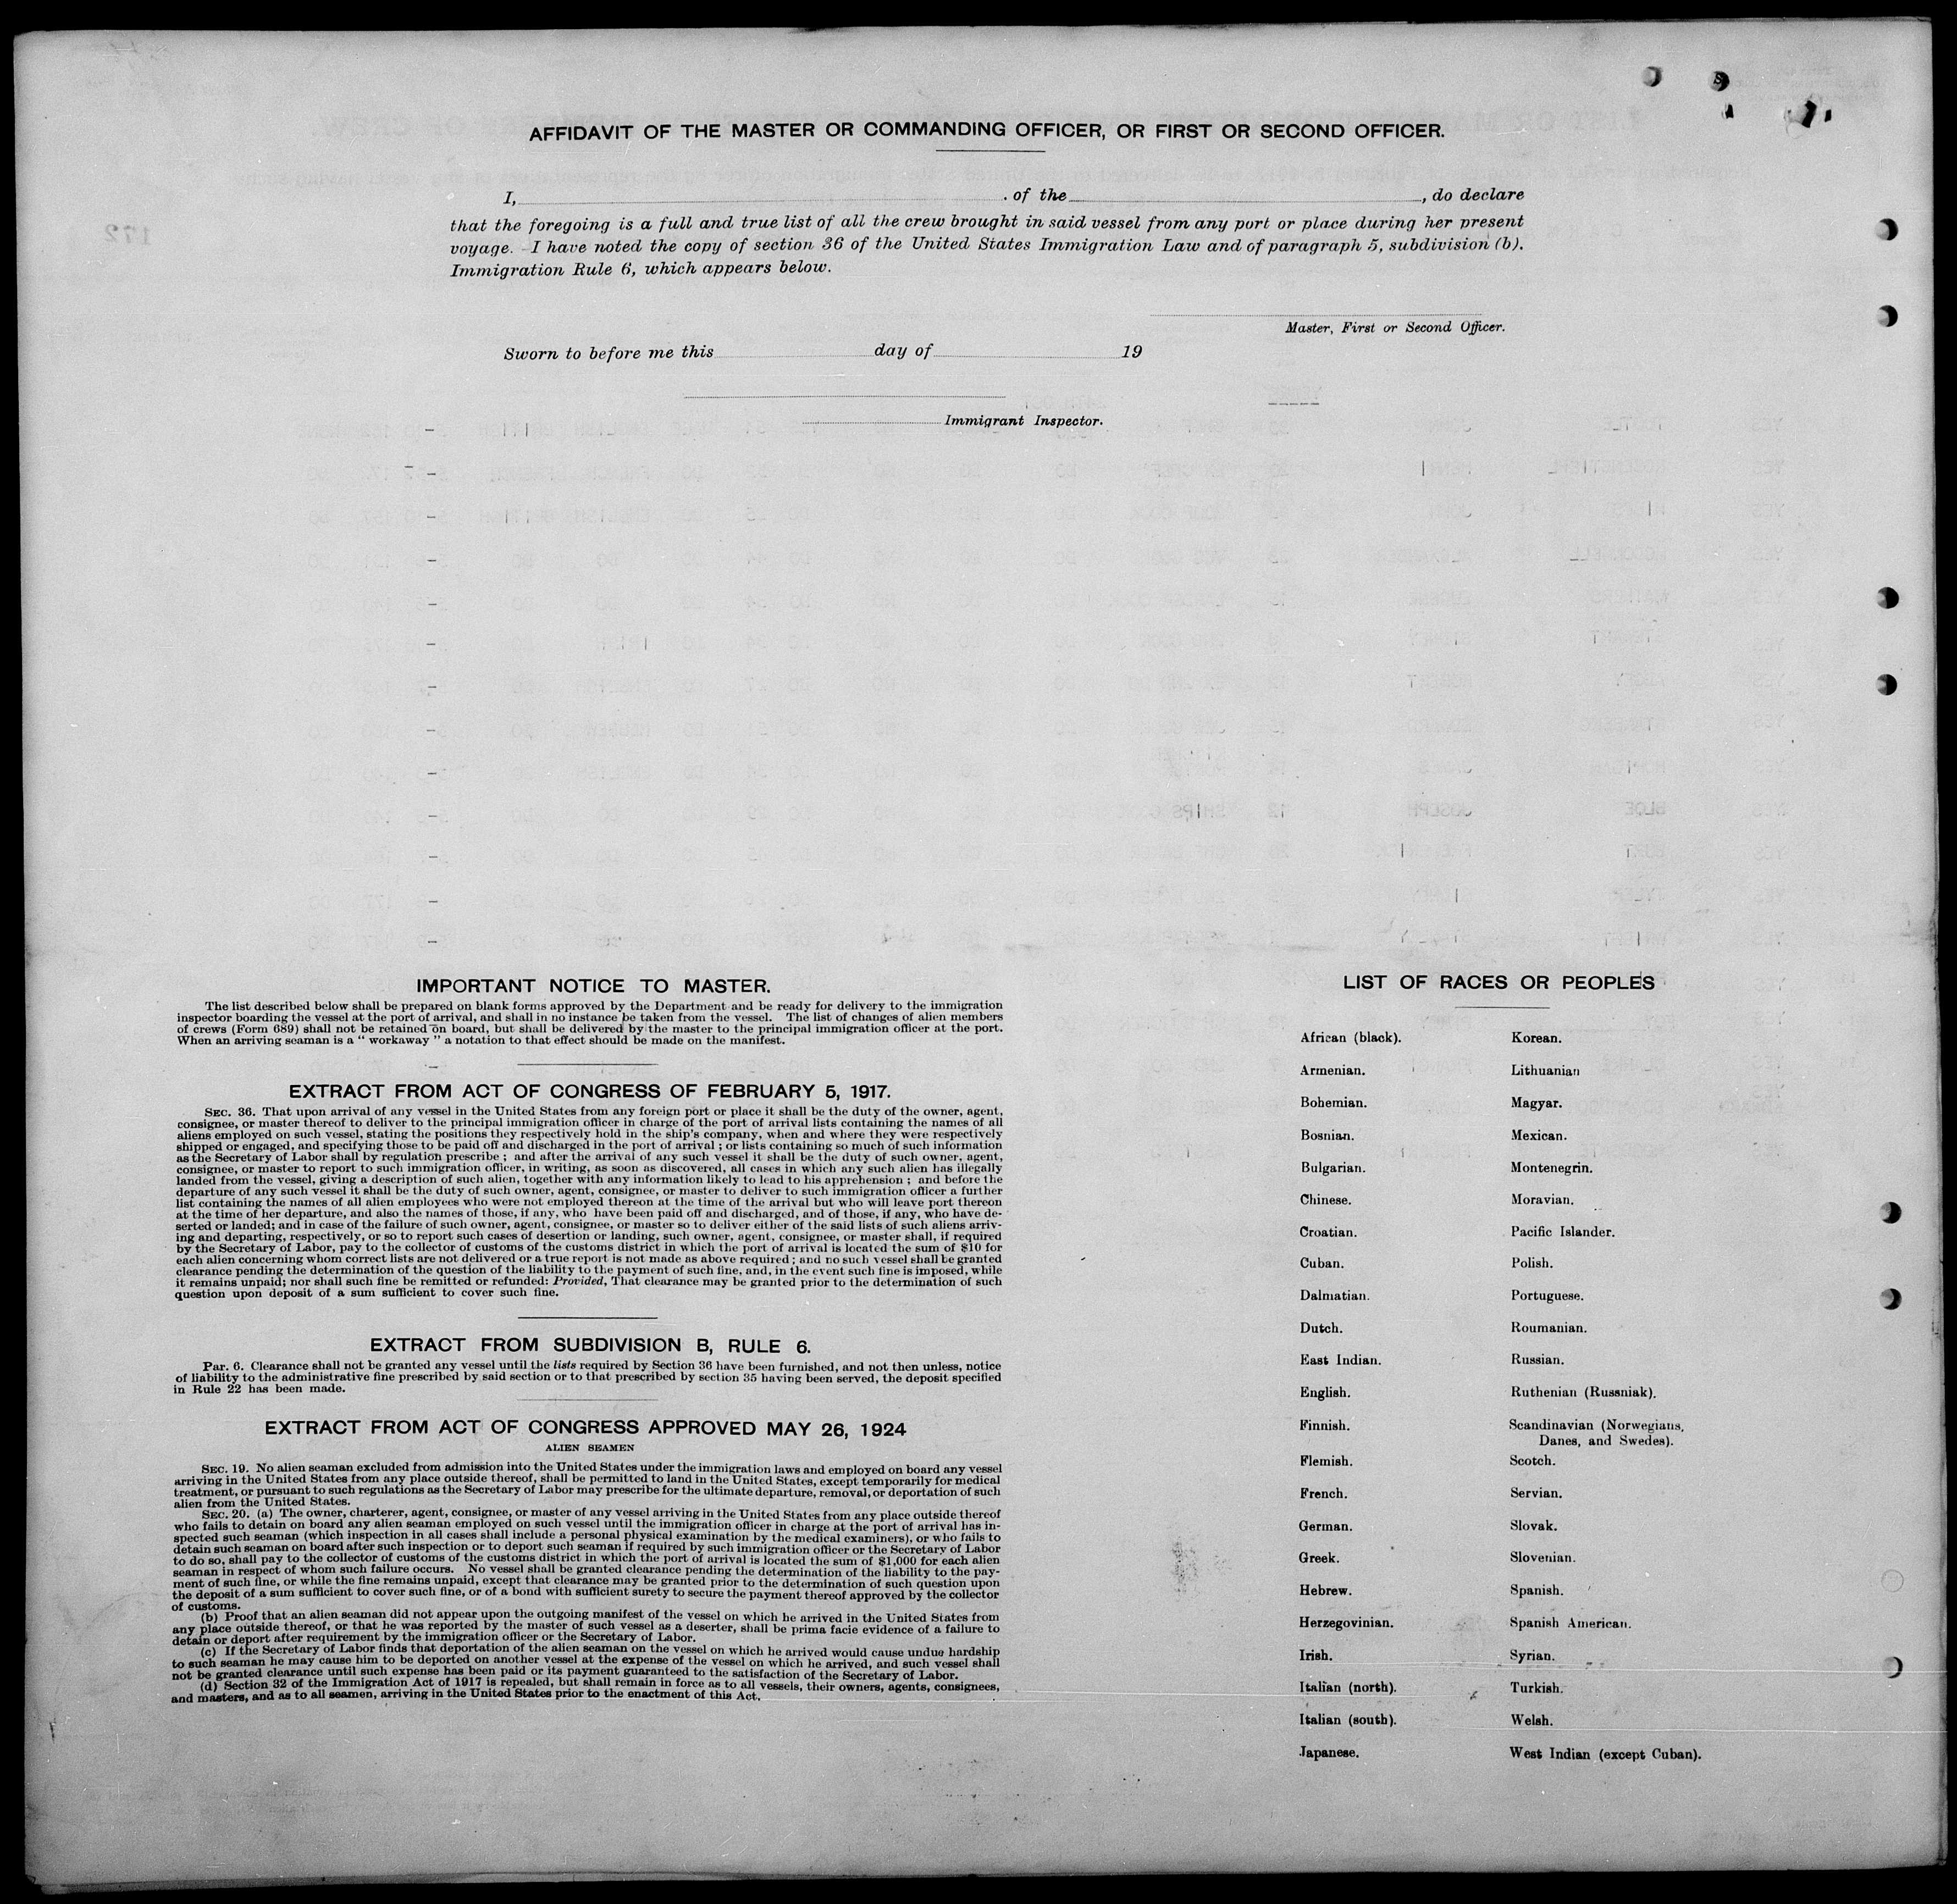 AFFIDAVIT OF THE MASTER OR COMMANDING OFFICER, OR FIRST OR SECOND OFFICER.
I, of the , do declare
that the foregoing is a full and true list of all the crew brought in said vessel from any port or place during her present
voyage. I have noted the copy of section 36 of the United States Immigration Law and of paragraph 5, subdivision (b).
Immigration Rule 6, which appears below.
Master, First or Second Officer.
Sworn to before me this day of 19
Immigrant Inspector.
IMPORTANT NOTICE TO MASTER.
The list described below shall be prepared on blank forms approved by the Department and be ready for delivery to the immigration
inspector boarding the vessel at the port of arrival, and shall in no instance be taken from the vessel. The list of changes of alien members
of crews (Form 689) shall not be retained on board, but shall be delivered by the master to the principal immigration officer at the port.
When an arriving seaman is a " workaway " a notation to that effect should be made on the manifest.
EXTRACT FROM ACT OF CONGRESS OF FEBRUARY 5, 1917.
SEC. 36. That upon arrival of any vessel in the United States from any foreign port or place it shall be the duty of the owner, agent,
consignee, or master thereof to deliver to the principal immigration officer in charge of the port of arrival lists containing the names of all
aliens employed on such vessel, stating the positions they respectively hold in the ship's company, when and where they were respectively
shipped or engaged, and specifying those to be paid off and discharged in the port of arrival ; or lists containing so much of such information
as the Secretary of Labor shall by regulation prescribe ; and after the arrival of any such vessel it shall be the duty of such owner, agent,
consignee, or master to report to such immigration officer, in writing, as soon as discovered, all cases in which any such alien has illegally
landed from the vessel, giving a description of such alien, together with any information likely to lead to his apprehension ; and before the
departure of any such vessel it shall be the duty of such owner, agent, consignee, or master to deliver to such immigration officer a further
list containing the names of all alien employees who were not employed thereon at the time of the arrival but who will leave port thereon
at the time of her departure, and also the names of those, if any, who have been paid off and discharged, and of those, if any, who have de-
serted or landed; and in case of the failure of such owner, agent, consignee, or master so to deliver either of the said lists of such aliens arriv-
ing and departing, respectively, or so to report such cases of desertion or landing, such owner, agent, consignee, or master shall, if required
by the Secretary of Labor, pay to the collector of customs of the customs district in which the port of arrival is located the sum of $10 for
each alien concerning whom correct lists are not delivered or a true report is not made as above required ; and no such vessel shall be granted
clearance pending the determination of the question of the liability to the payment of such fine, and, in the event such fine is imposed, while
it remains unpaid; nor shall such fine be remitted or refunded: Provided, That clearance may be granted prior to the determination of such
question upon deposit of a sum sufficient to cover such fine.
EXTRACT FROM SUBDIVISION B, RULE 6.
Par. 6. Clearance shall not be granted any vessel until the lists required by Section 36 have been furnished, and not then unless, notice
of liability to the administrative fine prescribed by said section or to that prescribed by section 35 having been served, the deposit specified
in Rule 22 has been made.
EXTRACT FROM ACT OF CONGRESS APPROVED MAY 26, 1924
ALIEN SEAMEN
SEC. 19. No alien seaman excluded from admission into the United States under the immigration laws and employed on board any vessel
arriving in the United States from any place outside thereof, shall be permitted to land in the United States, except temporarily for medical
treatment, or pursuant to such regulations as the Secretary of Labor may prescribe for the ultimate departure, removal, or deportation of such
alien from the United States.
SEC. 20. (a) The owner, charterer, agent, consignee, or master of any vessel arriving in the United States from any place outside thereof
who fails to detain on board any alien seaman employed on such vessel until the immigration officer in charge at the port of arrival has in-
spected such seaman (which inspection in all cases shall include a personal physical examination by the medical examiners), or who fails to
detain such seaman on board after such inspection or to deport such seaman if required by such immigration officer or the Secretary of Labor
to do so, shall pay to the collector of customs of the customs district in which the port of arrival is located the sum of $1,000 for each alien
seaman in respect of whom such failure occurs. No vessel shall be granted clearance pending the determination of the liability to the pay-
ment of such fine, or while the fine remains unpaid, except that clearance may be granted prior to the determination of such question upon
the deposit of a sum sufficient to cover such fine, or of a bond with sufficient surety to secure the payment thereof approved by the collector
of customs.
(b) Proof that an alien seaman did not appear upon the outgoing manifest of the vessel on which he arrived in the United States from
any place outside thereof, or that he was reported by the master of such vessel as a deserter, shall be prima facie evidence of a failure to
detain or deport after requirement by the immigration officer or the Secretary of Labor.
(c) If the Secretary of Labor finds that deportation of the alien seaman on the vessel on which he arrived would cause undue hardship
to such seaman he may cause him to be deported on another vessel at the expense of the vessel on which he arrived, and such vessel shall
not be granted clearance until such expense has been paid or its payment guaranteed to the satisfaction of the Secretary of Labor.
(d) Section 32 of the Immigration Act of 1917 is repealed, but shall remain in force as to all vessels, their owners, agents, consignees,
and masters, and as to all seamen, arriving in the United States prior to the enactment of this Act.
LIST OF RACES OR PEOPLES
African (black).
Armenian.
Bohemian.
Bosnian.
Bulgarian.
Chinese.
Croatian.
Cuban.
Dalmatian.
Dutch.
East Indian.
English.
Finnish.
Flemish.
French.
German.
Greek.
Hebrew.
Herzegovinian.
Irish.
Italian (north).
Italian (south).
Japanese.
Korean.
Lithuanian
Magyar.
Mexican.
Montenegrin.
Moravian.
Pacific Islander.
Polish.
Portuguese.
Roumanian.
Russian.
Ruthenian (Russniak).
Scandinavian (Norwegians,
Danes, and Swedes).
Scotch.
Servian.
Slovak.
Slovenian.
Spanish.
Spanish American.
Syrian.
Turkish.
Welsh.
West Indian (except Cuban).